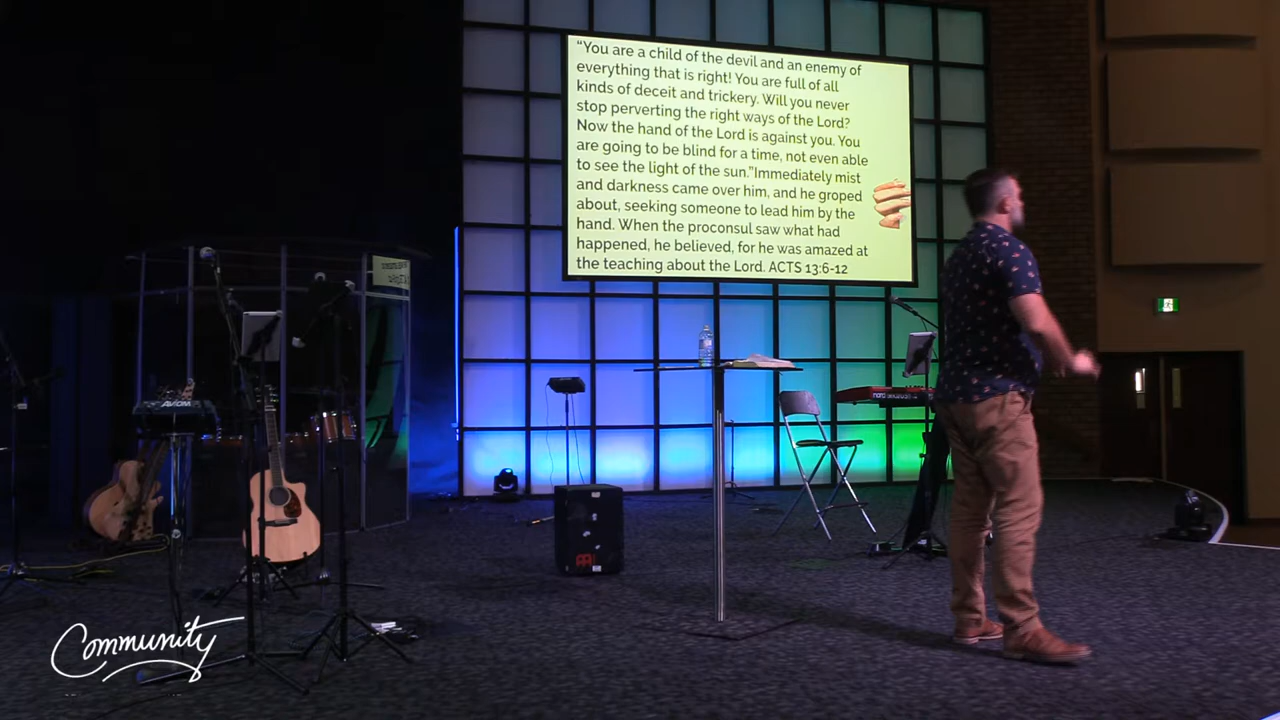 “You are a child of the devil and an enemy of
everything that is right! You are full of all
kinds of deceit and trickery. Will you never
stop perverting the right ways of the Lord?
Now the hand of the Lord is against you. You
are going to be blind for a time, not even able
to see the light of the sun.”Immediately mist
and darkness came over him, and he groped
about, seeking someone to lead him by the
hand. When the proconsul saw what had
happened, he believed, for he was amazed at
the teaching about the Lord. ACTS 13:6-12
AVIOM
nord
Community